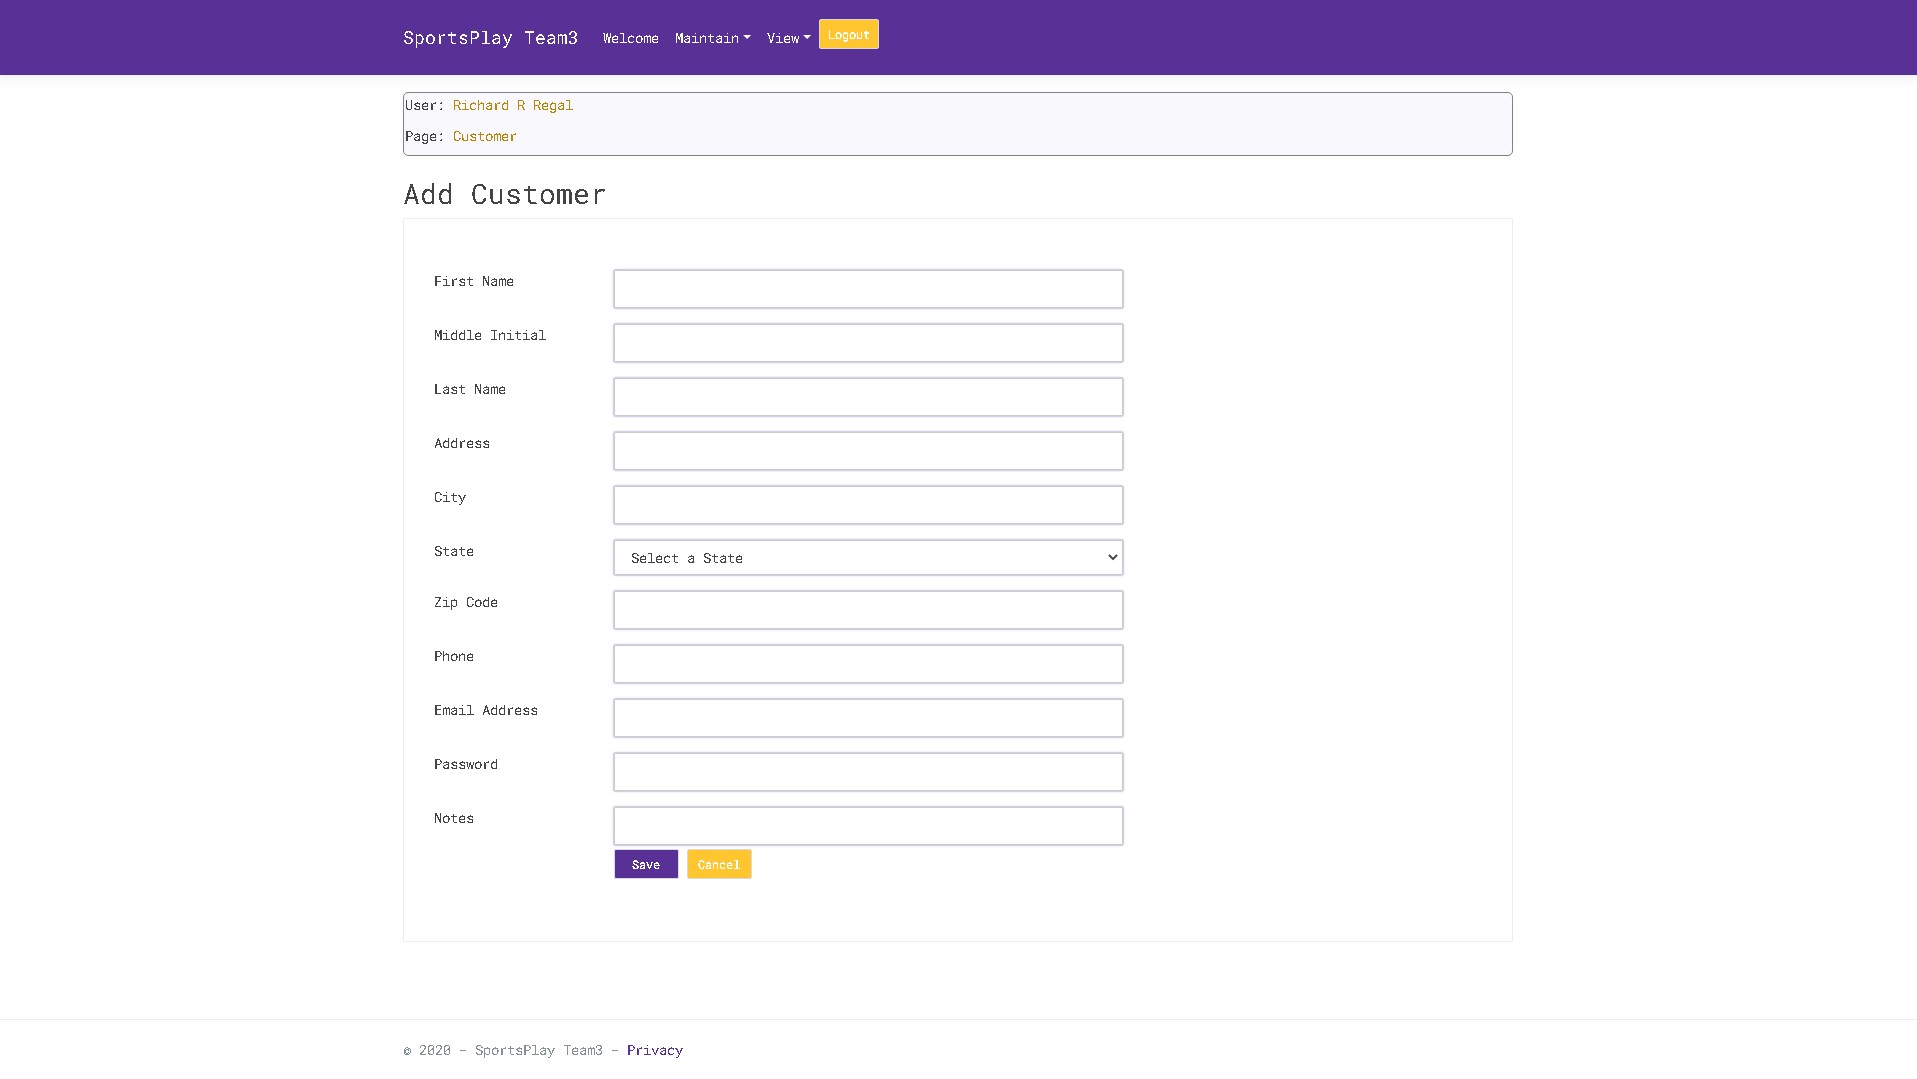 SportsPlay Team3 Welcome Maintain View Logout
User: Richard R Regal
Page: Customer
Add Customer
First Name
Middle Initial
Last Name
Address
City
State Select a State
Zip Code
Phone
Email Address
Password
Notes
Save Cancel
© 2020 - SportsPlay Team3 - Privacy